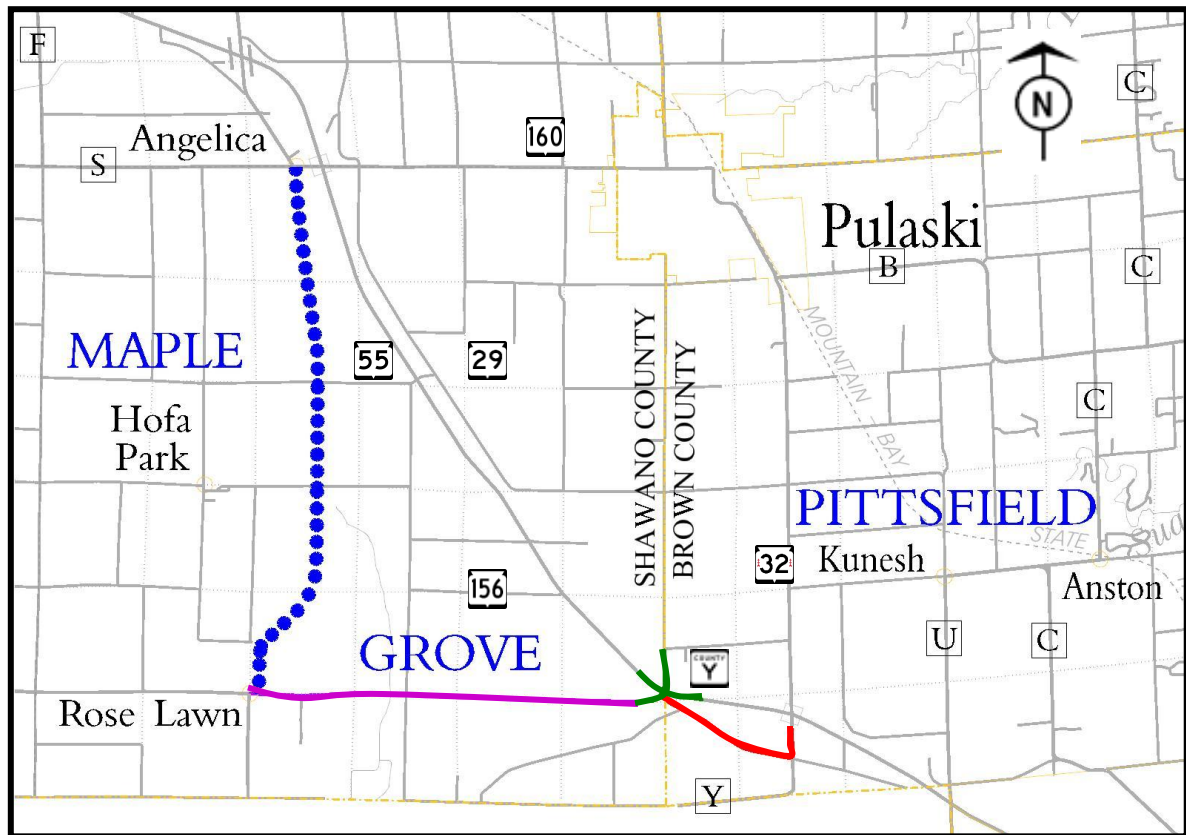 F
C
N
160
Angelica
S
Pulaski
B
C
MOUNTAIN
MAPLE
55
29
SHAWANO COUNTY
BROWN COUNTY
C
Hofa
Park
BAY
PITTSFIELD
STATE
32
Kunesh
Anston
156
GROVE
U
C
COUNTY
Y
Rose Lawn
Y